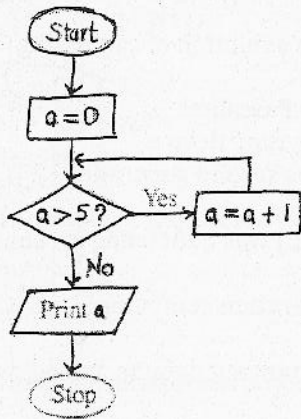 Start
a=0
a>5?
Yes
a=a+1
No
Print a
Stop